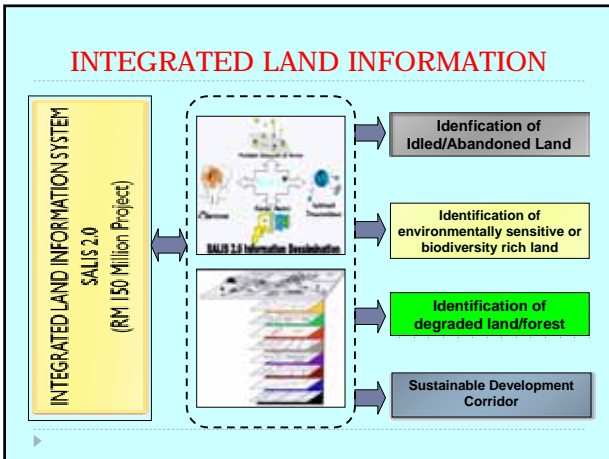 INTEGRATED LAND INFORMATION
INTEGRATED LAND INFORMATION SYSTEM
SALIS 2.0
(RM 150 Million Project)
SALIS 2.0 Information Dessimination
Idenfication of
Idled/Abandoned Land
Identification of
environmentally sensitive or
biodiversity rich land
Identification of
degraded land/forest
Sustainable Development
Corridor